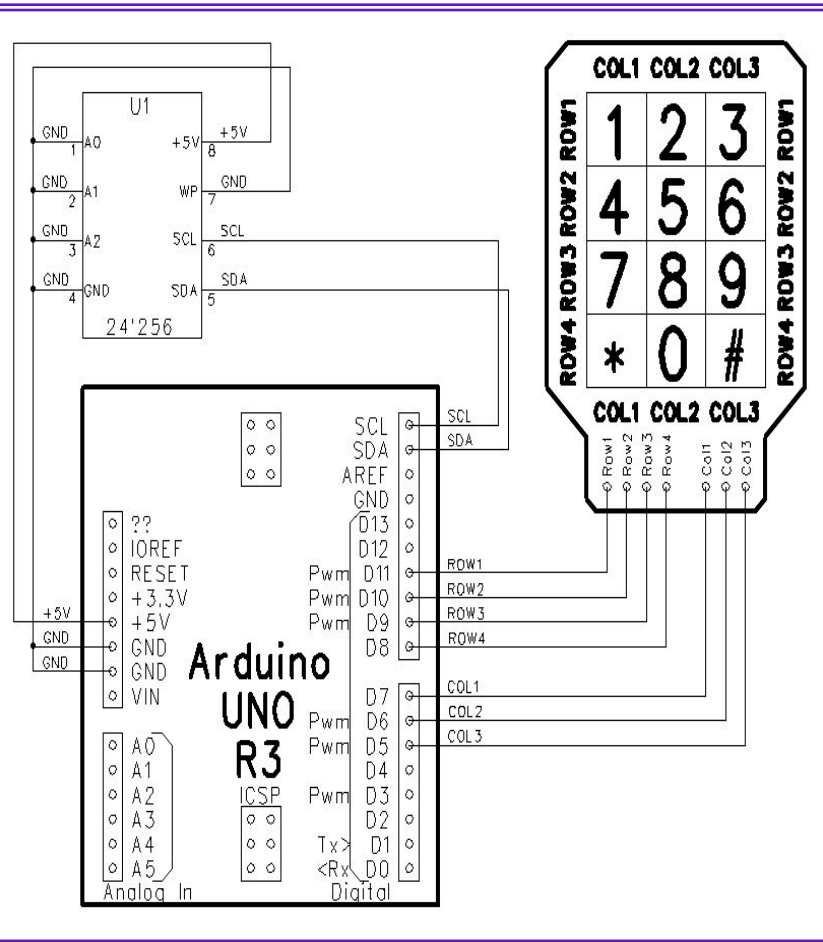 U1
GND 1 A0 +5V 8 +5V
GND 2 A1 WP 7 GND
GND 3 A2 SCL 6 SCL
GND 4 GND SDA 5 SDA
24'256
COL1 COL2 COL3
ROW1 1 2 3 ROW1
ROW2 4 5 6 ROW2
ROW3 7 8 9 ROW3
ROW4 * 0 # ROW4
COL1 COL2 COL3
Row1 Row2 Row3 Row4 Col1 Col2 Col3
SCL SCL
SDA SDA
AREF
GND
?? D13
IOREF D12
RESET Pwm D11 ROW1
+3.3V Pwm D10 ROW2
+5V +5V Pwm D9 ROW3
GND GND D8 ROW4
GND GND
VIN
Arduino
UNO
R3
D7 COL1
Pwm D6 COL2
A0 Pwm D5 COL3
A1 D4
A2 ICSP Pwm D3
A3 D2
A4 Tx> D1
A5 <Rx D0
Analog In Digital